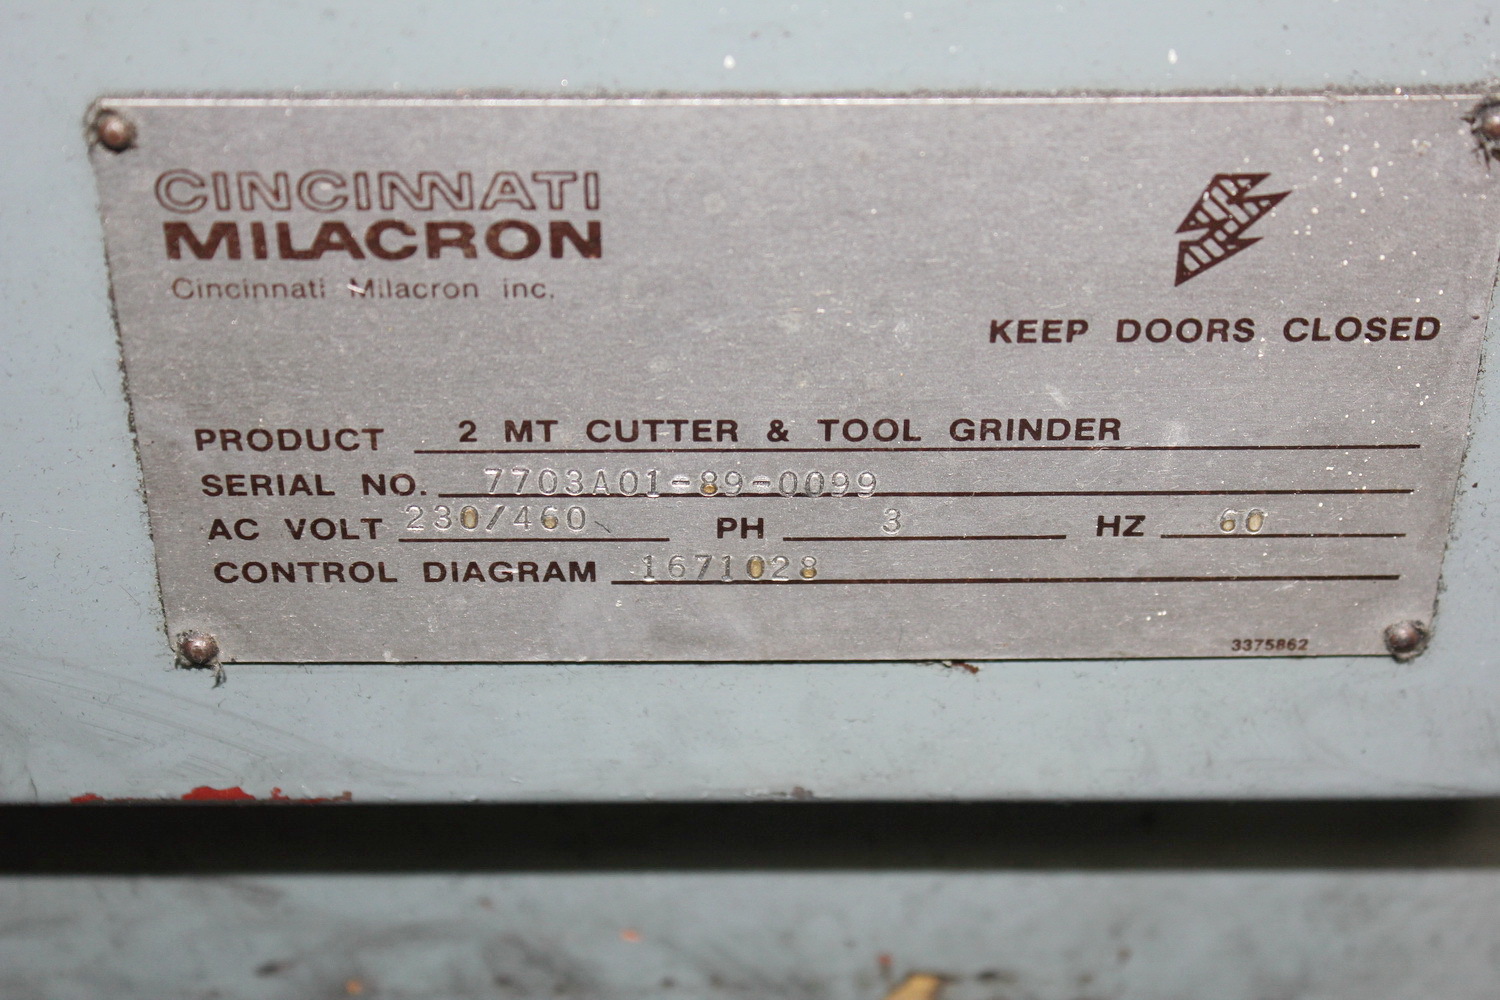 CINCINNATI
MILACRON
Cincinnati Milacron inc.
KEEP DOORS CLOSED
PRODUCT 2 MT CUTTER & TOOL GRINDER
SERIAL NO. 7703A01-89-0099
AC VOLT 230/460 PH 3 HZ 60
CONTROL DIAGRAM 1671028
3375862